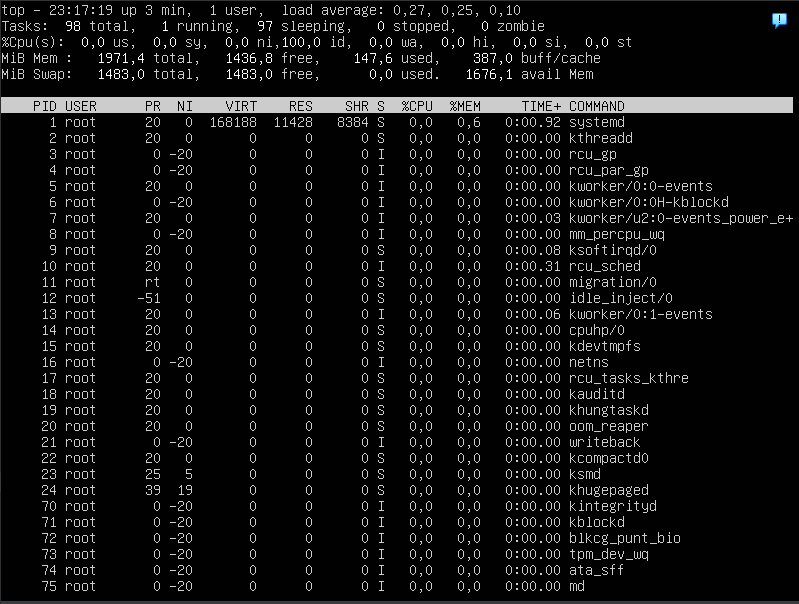 top - 23:17:19 up 3 min,  1 user,  load average: 0,27, 0,25, 0,10
Tasks:  98 total,   1 running,  97 sleeping,   0 stopped,   0 zombie
%Cpu(s):  0,0 us,  0,0 sy,  0,0 ni,100,0 id,  0,0 wa,  0,0 hi,  0,0 si,  0,0 st
MiB Mem :   1971,4 total,   1436,8 free,    147,6 used,    387,0 buff/cache
MiB Swap:   1483,0 total,   1483,0 free,      0,0 used.   1676,1 avail Mem
PID USER      PR  NI    VIRT    RES    SHR S  %CPU  %MEM     TIME+ COMMAND
1 root      20   0  168188  11428   8384 S   0,0   0,6   0:00.92 systemd
2 root      20   0       0      0      0 S   0,0   0,0   0:00.00 kthreadd
3 root       0 -20       0      0      0 I   0,0   0,0   0:00.00 rcu_gp
4 root       0 -20       0      0      0 I   0,0   0,0   0:00.00 rcu_par_gp
5 root      20   0       0      0      0 I   0,0   0,0   0:00.00 kworker/0:0-events
6 root       0 -20       0      0      0 I   0,0   0,0   0:00.00 kworker/0:0H-kblockd
7 root      20   0       0      0      0 I   0,0   0,0   0:00.03 kworker/u2:0-events_power_e+
8 root       0 -20       0      0      0 I   0,0   0,0   0:00.00 mm_percpu_wq
9 root      20   0       0      0      0 S   0,0   0,0   0:00.08 ksoftirqd/0
10 root      20   0       0      0      0 I   0,0   0,0   0:00.31 rcu_sched
11 root      rt   0       0      0      0 S   0,0   0,0   0:00.00 migration/0
12 root     -51   0       0      0      0 S   0,0   0,0   0:00.00 idle_inject/0
13 root      20   0       0      0      0 I   0,0   0,0   0:00.06 kworker/0:1-events
14 root      20   0       0      0      0 S   0,0   0,0   0:00.00 cpuhp/0
15 root      20   0       0      0      0 S   0,0   0,0   0:00.00 kdevtmpfs
16 root       0 -20       0      0      0 I   0,0   0,0   0:00.00 netns
17 root      20   0       0      0      0 S   0,0   0,0   0:00.00 rcu_tasks_kthre
18 root      20   0       0      0      0 S   0,0   0,0   0:00.00 kauditd
19 root      20   0       0      0      0 S   0,0   0,0   0:00.00 khungtaskd
20 root      20   0       0      0      0 S   0,0   0,0   0:00.00 oom_reaper
21 root       0 -20       0      0      0 I   0,0   0,0   0:00.00 writeback
22 root      20   0       0      0      0 S   0,0   0,0   0:00.00 kcompactd0
23 root      25   5       0      0      0 S   0,0   0,0   0:00.00 ksmd
24 root      39  19       0      0      0 S   0,0   0,0   0:00.00 khugepaged
70 root       0 -20       0      0      0 I   0,0   0,0   0:00.00 kintegrityd
71 root       0 -20       0      0      0 I   0,0   0,0   0:00.00 kblockd
72 root       0 -20       0      0      0 I   0,0   0,0   0:00.00 blkcg_punt_bio
73 root       0 -20       0      0      0 I   0,0   0,0   0:00.00 tpm_dev_wq
74 root       0 -20       0      0      0 I   0,0   0,0   0:00.00 ata_sff
75 root       0 -20       0      0      0 I   0,0   0,0   0:00.00 md